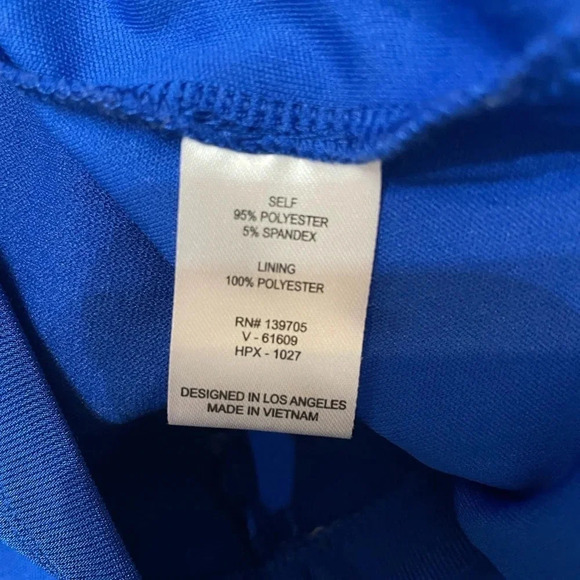 SELF
95% POLYESTER
5% SPANDEX
LINING
100% POLYESTER
RN# 139705
V - 61609
HPX - 1027
DESIGNED IN LOS ANGELES
MADE IN VIETNAM